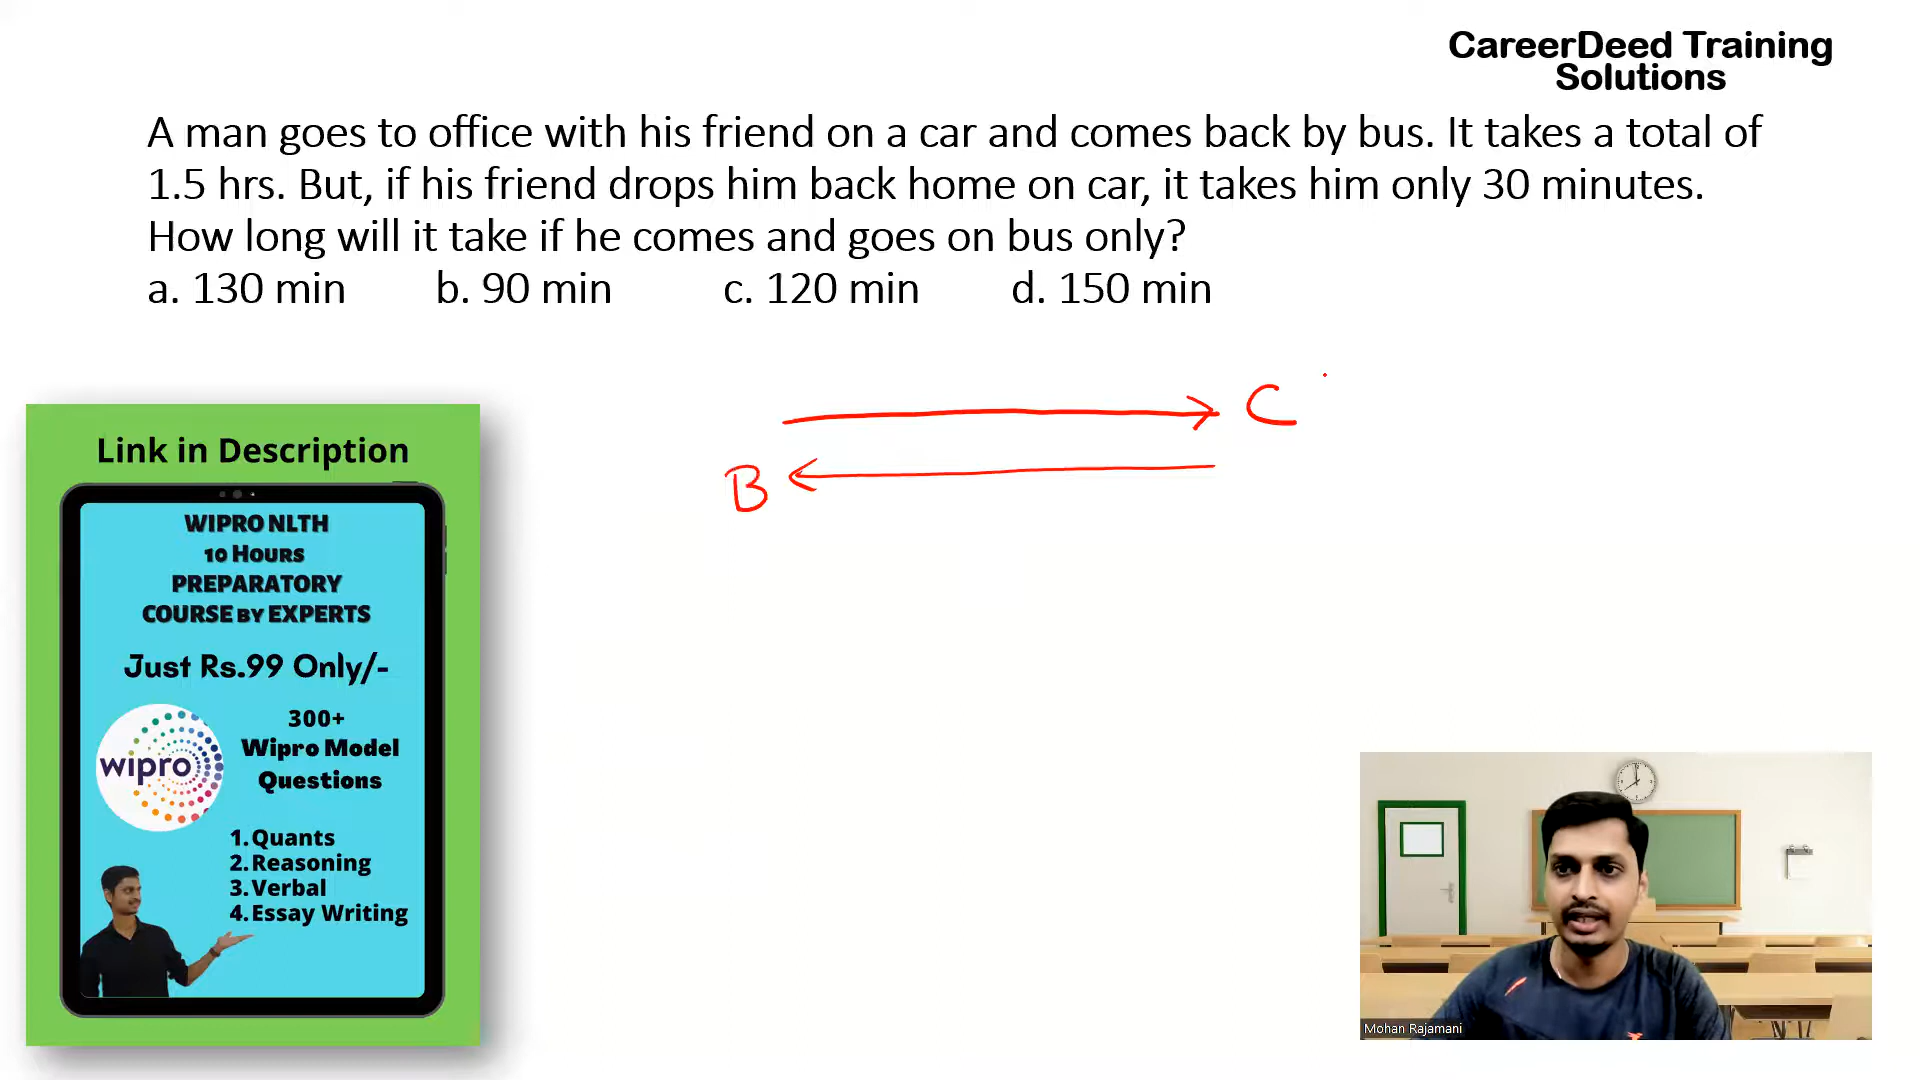 CareerDeed Training
Solutions
A man goes to office with his friend on a car and comes back by bus. It takes a total of
1.5 hrs. But, if his friend drops him back home on car, it takes him only 30 minutes.
How long will it take if he comes and goes on bus only?
a. 130 min b. 90 min c. 120 min d. 150 min
C
B
Link in Description
WIPRO NLTH
10 HOURS
PREPARATORY
COURSE BY EXPERTS
Just Rs.99 Only/-
300+
Wipro Model
Questions
wipro
1. Quants
2. Reasoning
3. Verbal
4. Essay Writing
Mohan Rajamani